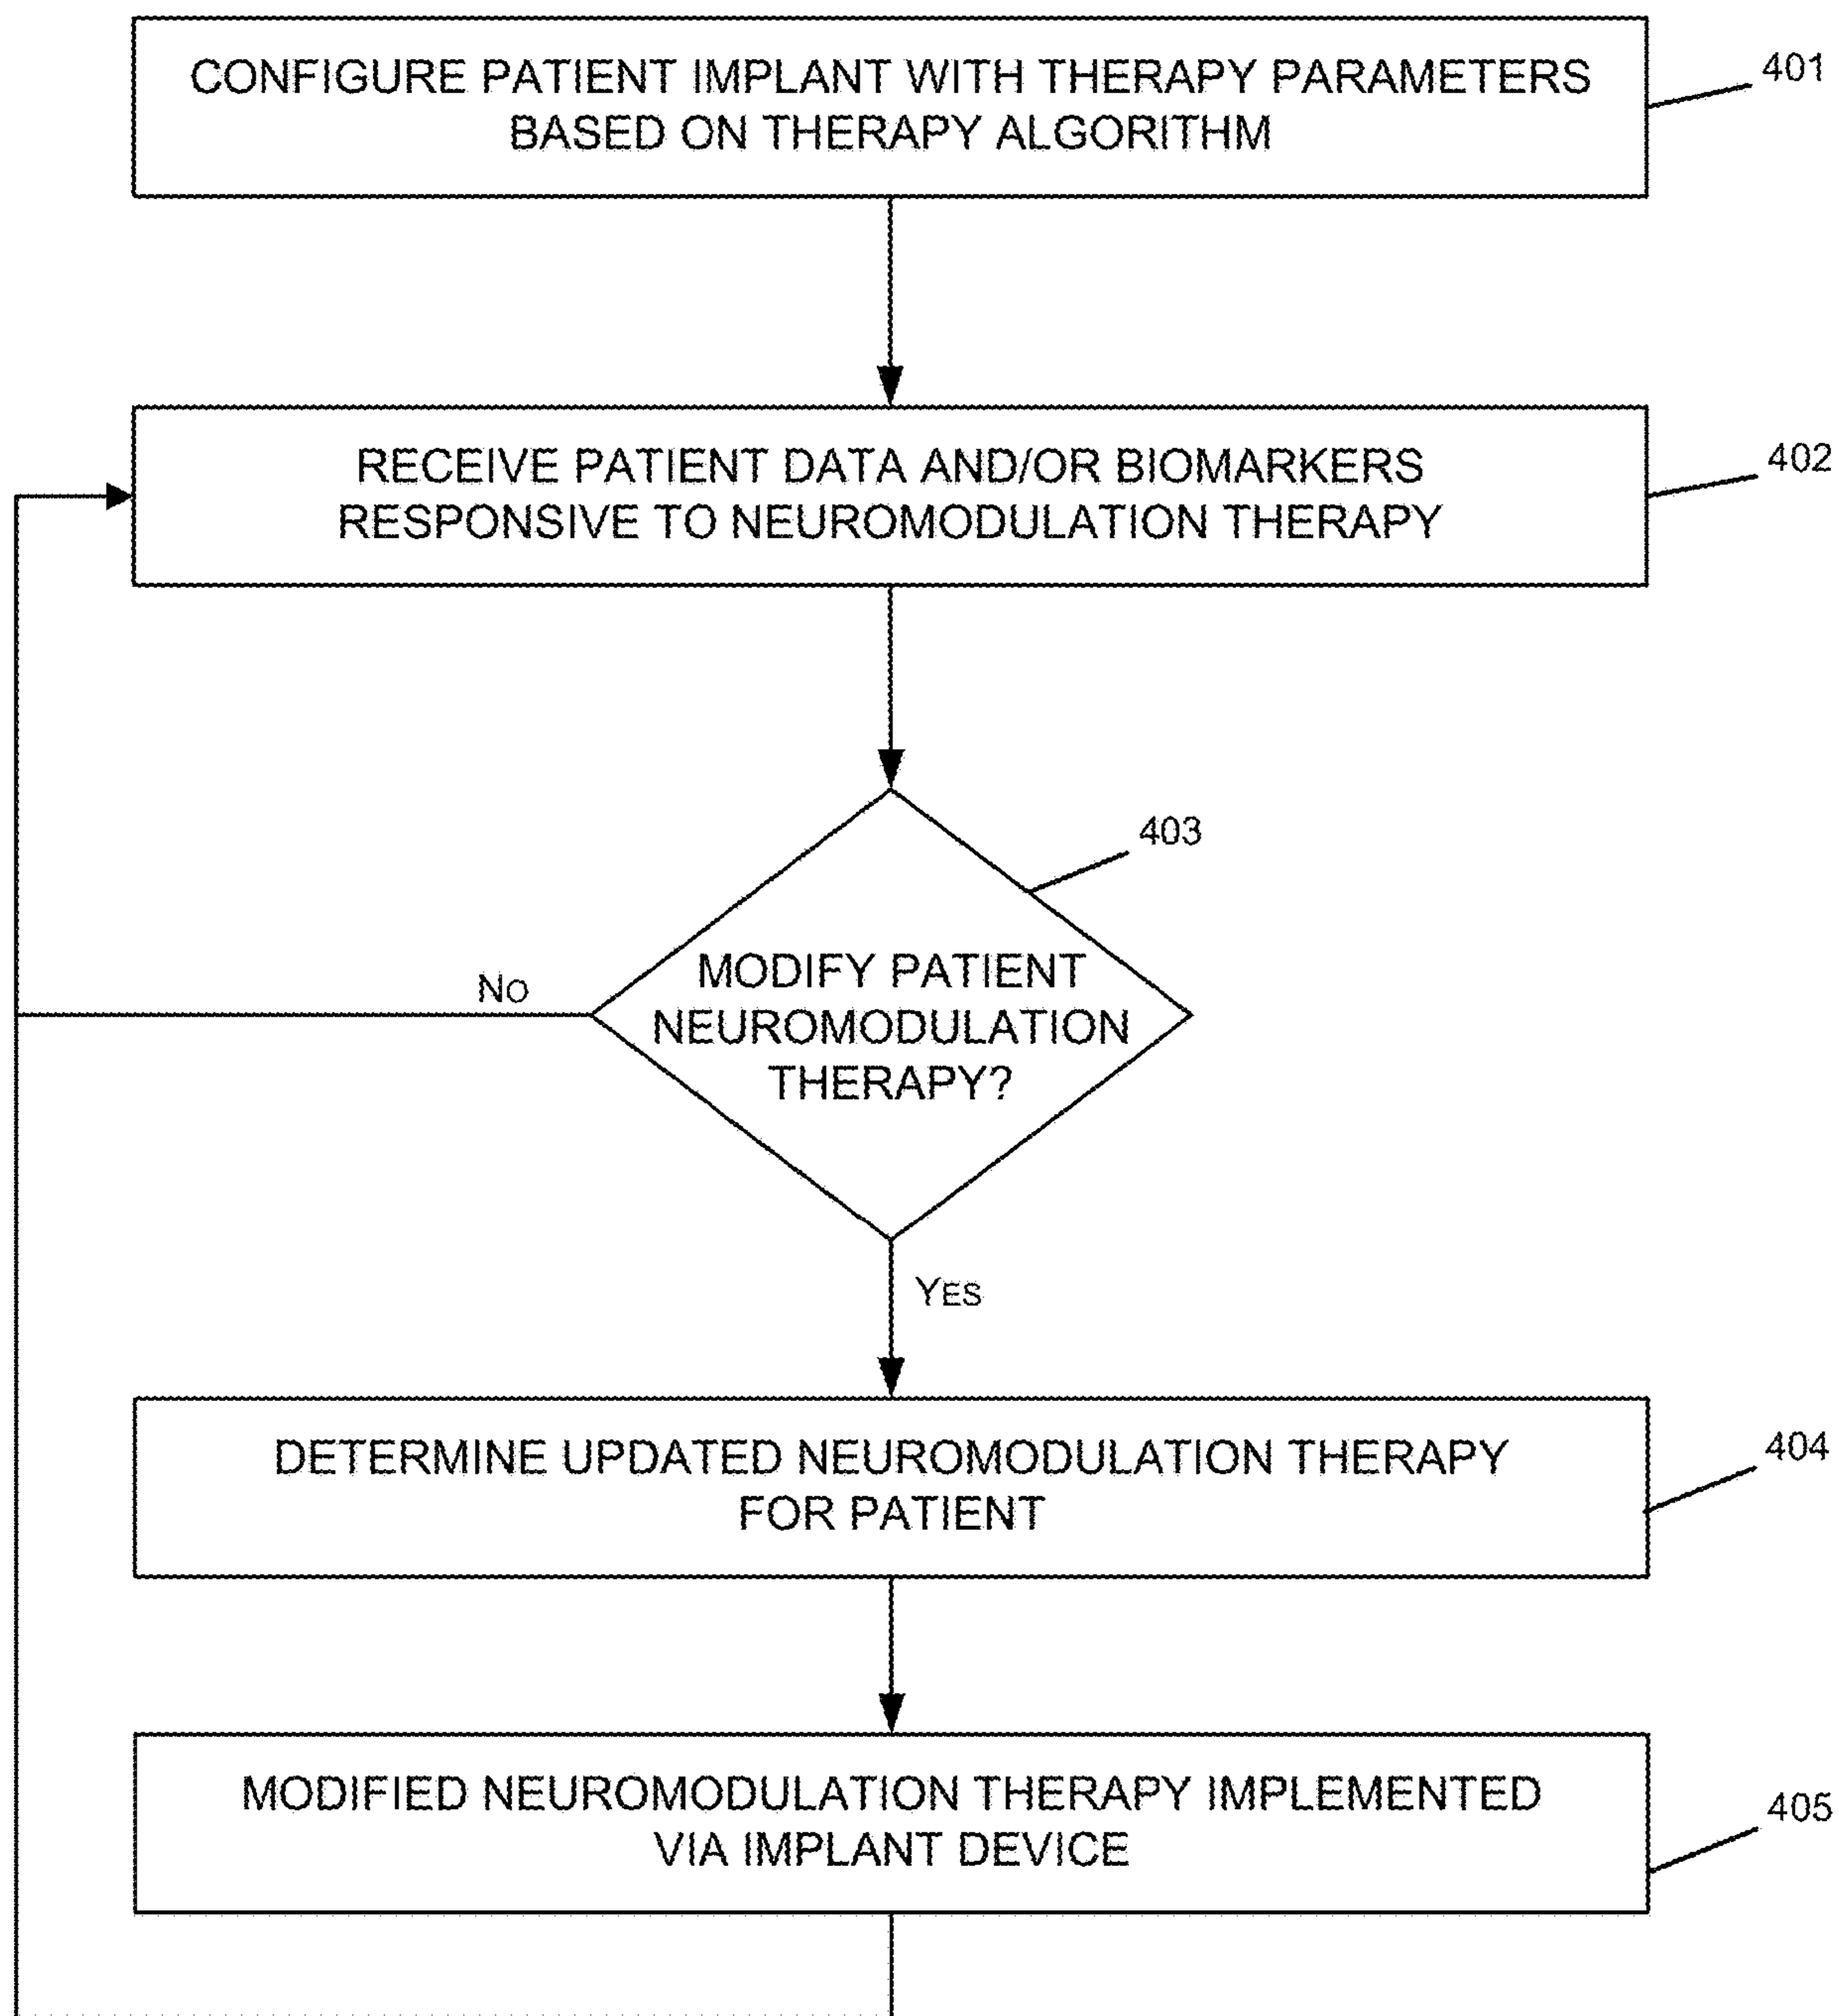 CONFIGURE PATIENT IMPLANT WITH THERAPY PARAMETERS
BASED ON THERAPY ALGORITHM
401
RECEIVE PATIENT DATA AND/OR BIOMARKERS
RESPONSIVE TO NEUROMODULATION THERAPY
402
403
MODIFY PATIENT
NEUROMODULATION
THERAPY?
NO
YES
DETERMINE UPDATED NEUROMODULATION THERAPY
FOR PATIENT
404
MODIFIED NEUROMODULATION THERAPY IMPLEMENTED
VIA IMPLANT DEVICE
405